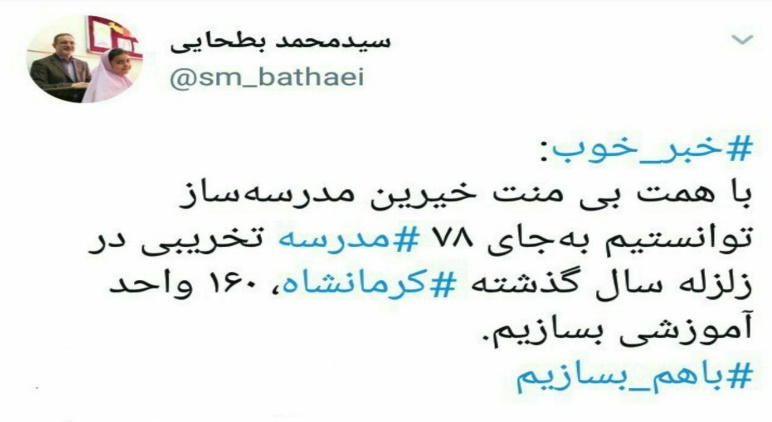 سیدمحمد بطحایی
@sm_bathaei
#خبر_خوب:
با همت بی منت خیرین مدرسه‌ساز
توانستیم به‌جای ۷۸ #مدرسه تخریبی در
زلزله سال گذشته #کرمانشاه، ۱۶۰ واحد
آموزشی بسازیم.
#باهم_بسازیم